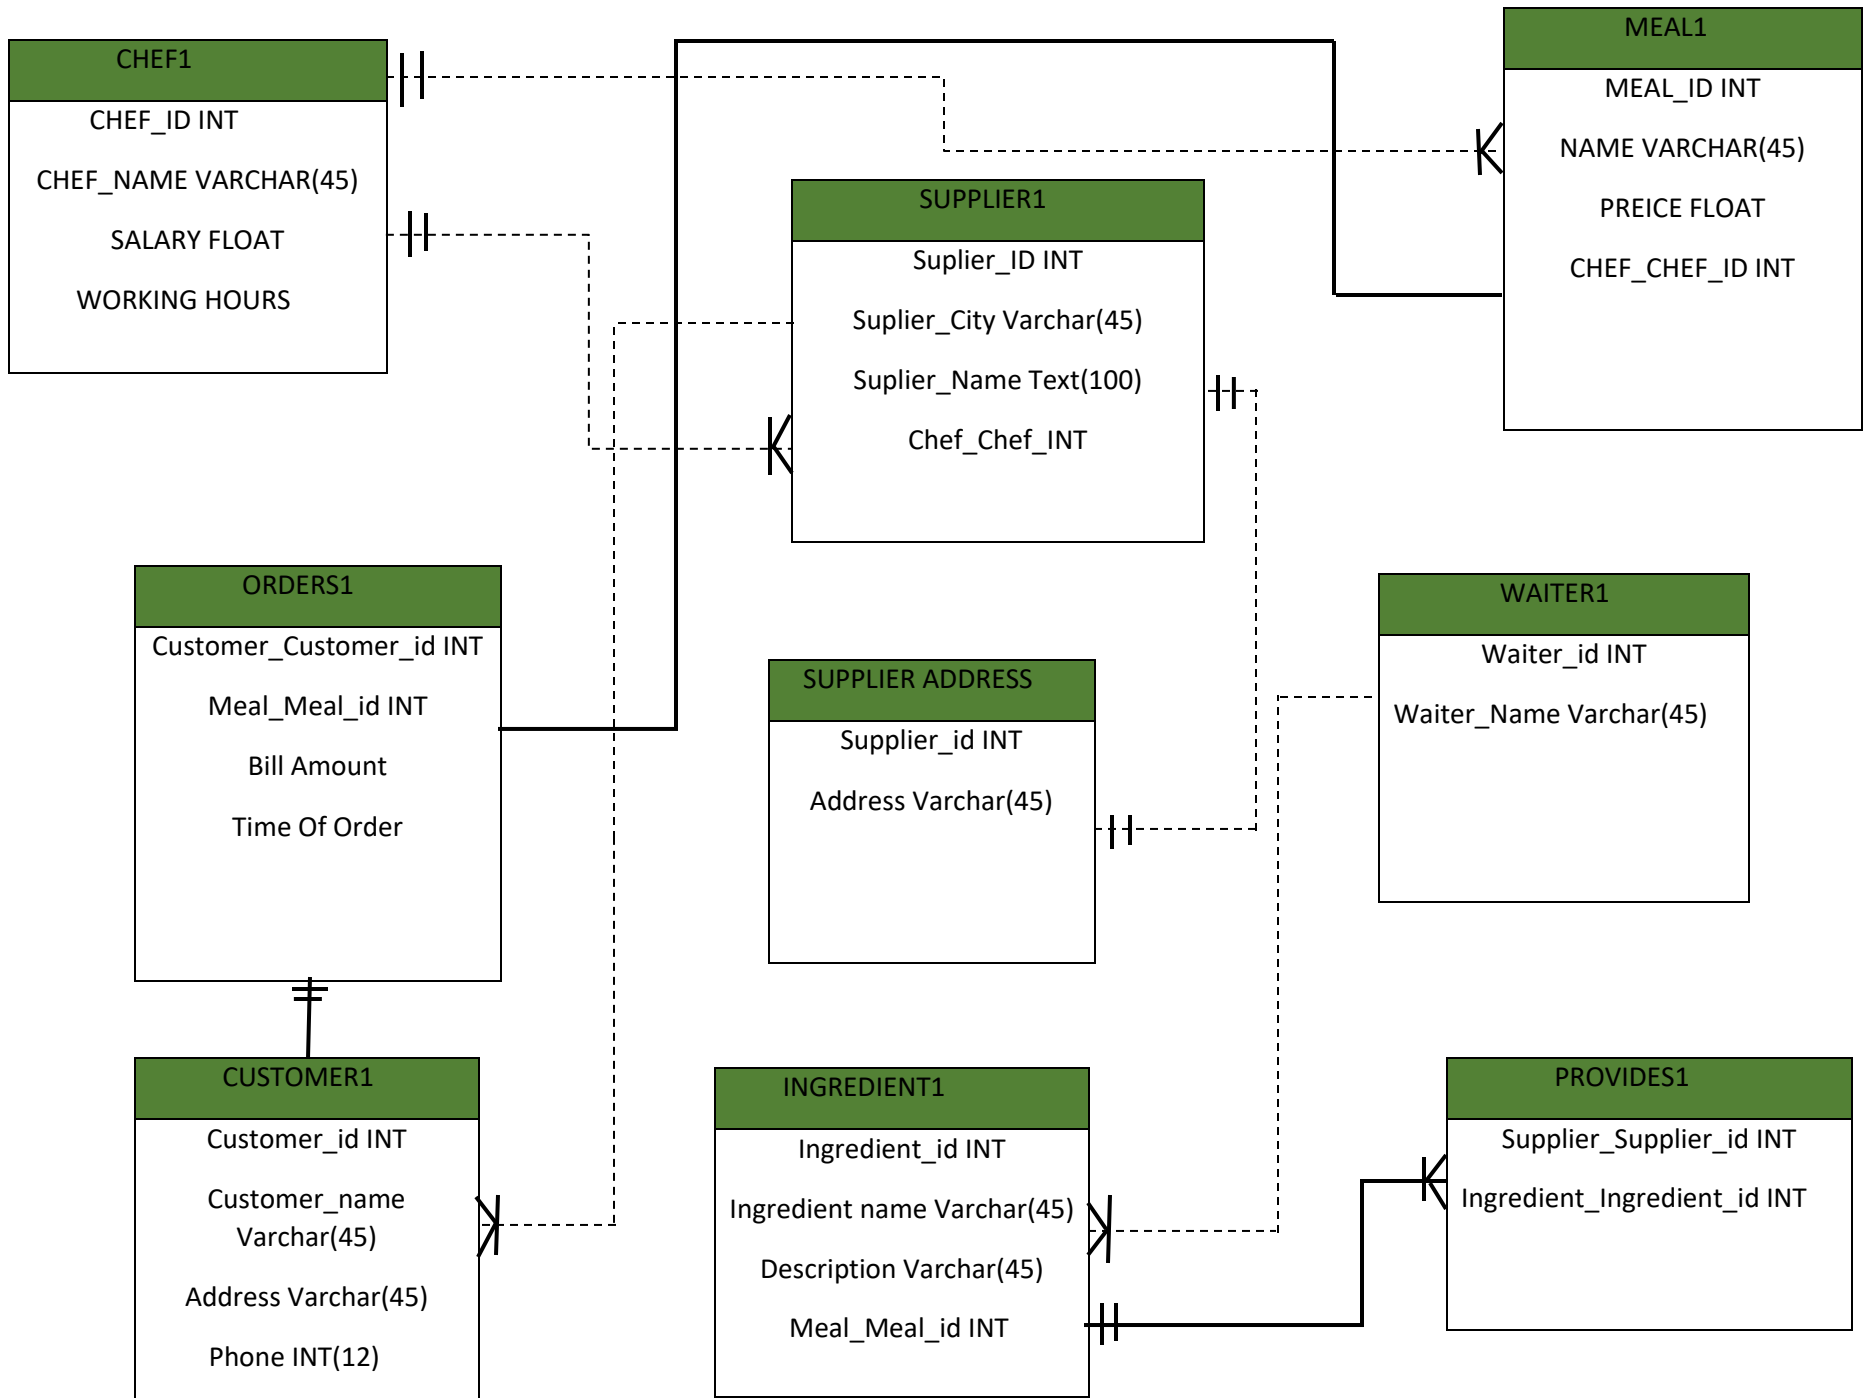 CHEF1
CHEF_ID INT
CHEF_NAME VARCHAR(45)
SALARY FLOAT
WORKING HOURS
MEAL1
MEAL_ID INT
NAME VARCHAR(45)
PREICE FLOAT
CHEF_CHEF_ID INT
SUPPLIER1
Suplier_ID INT
Suplier_City Varchar(45)
Suplier_Name Text(100)
Chef_Chef_INT
ORDERS1
Customer_Customer_id INT
Meal_Meal_id INT
Bill Amount
Time Of Order
SUPPLIER ADDRESS
Supplier_id INT
Address Varchar(45)
WAITER1
Waiter_id INT
Waiter_Name Varchar(45)
CUSTOMER1
Customer_id INT
Customer_name
Varchar(45)
Address Varchar(45)
Phone INT(12)
INGREDIENT1
Ingredient_id INT
Ingredient name Varchar(45)
Description Varchar(45)
Meal_Meal_id INT
PROVIDES1
Supplier_Supplier_id INT
Ingredient_Ingredient_id INT